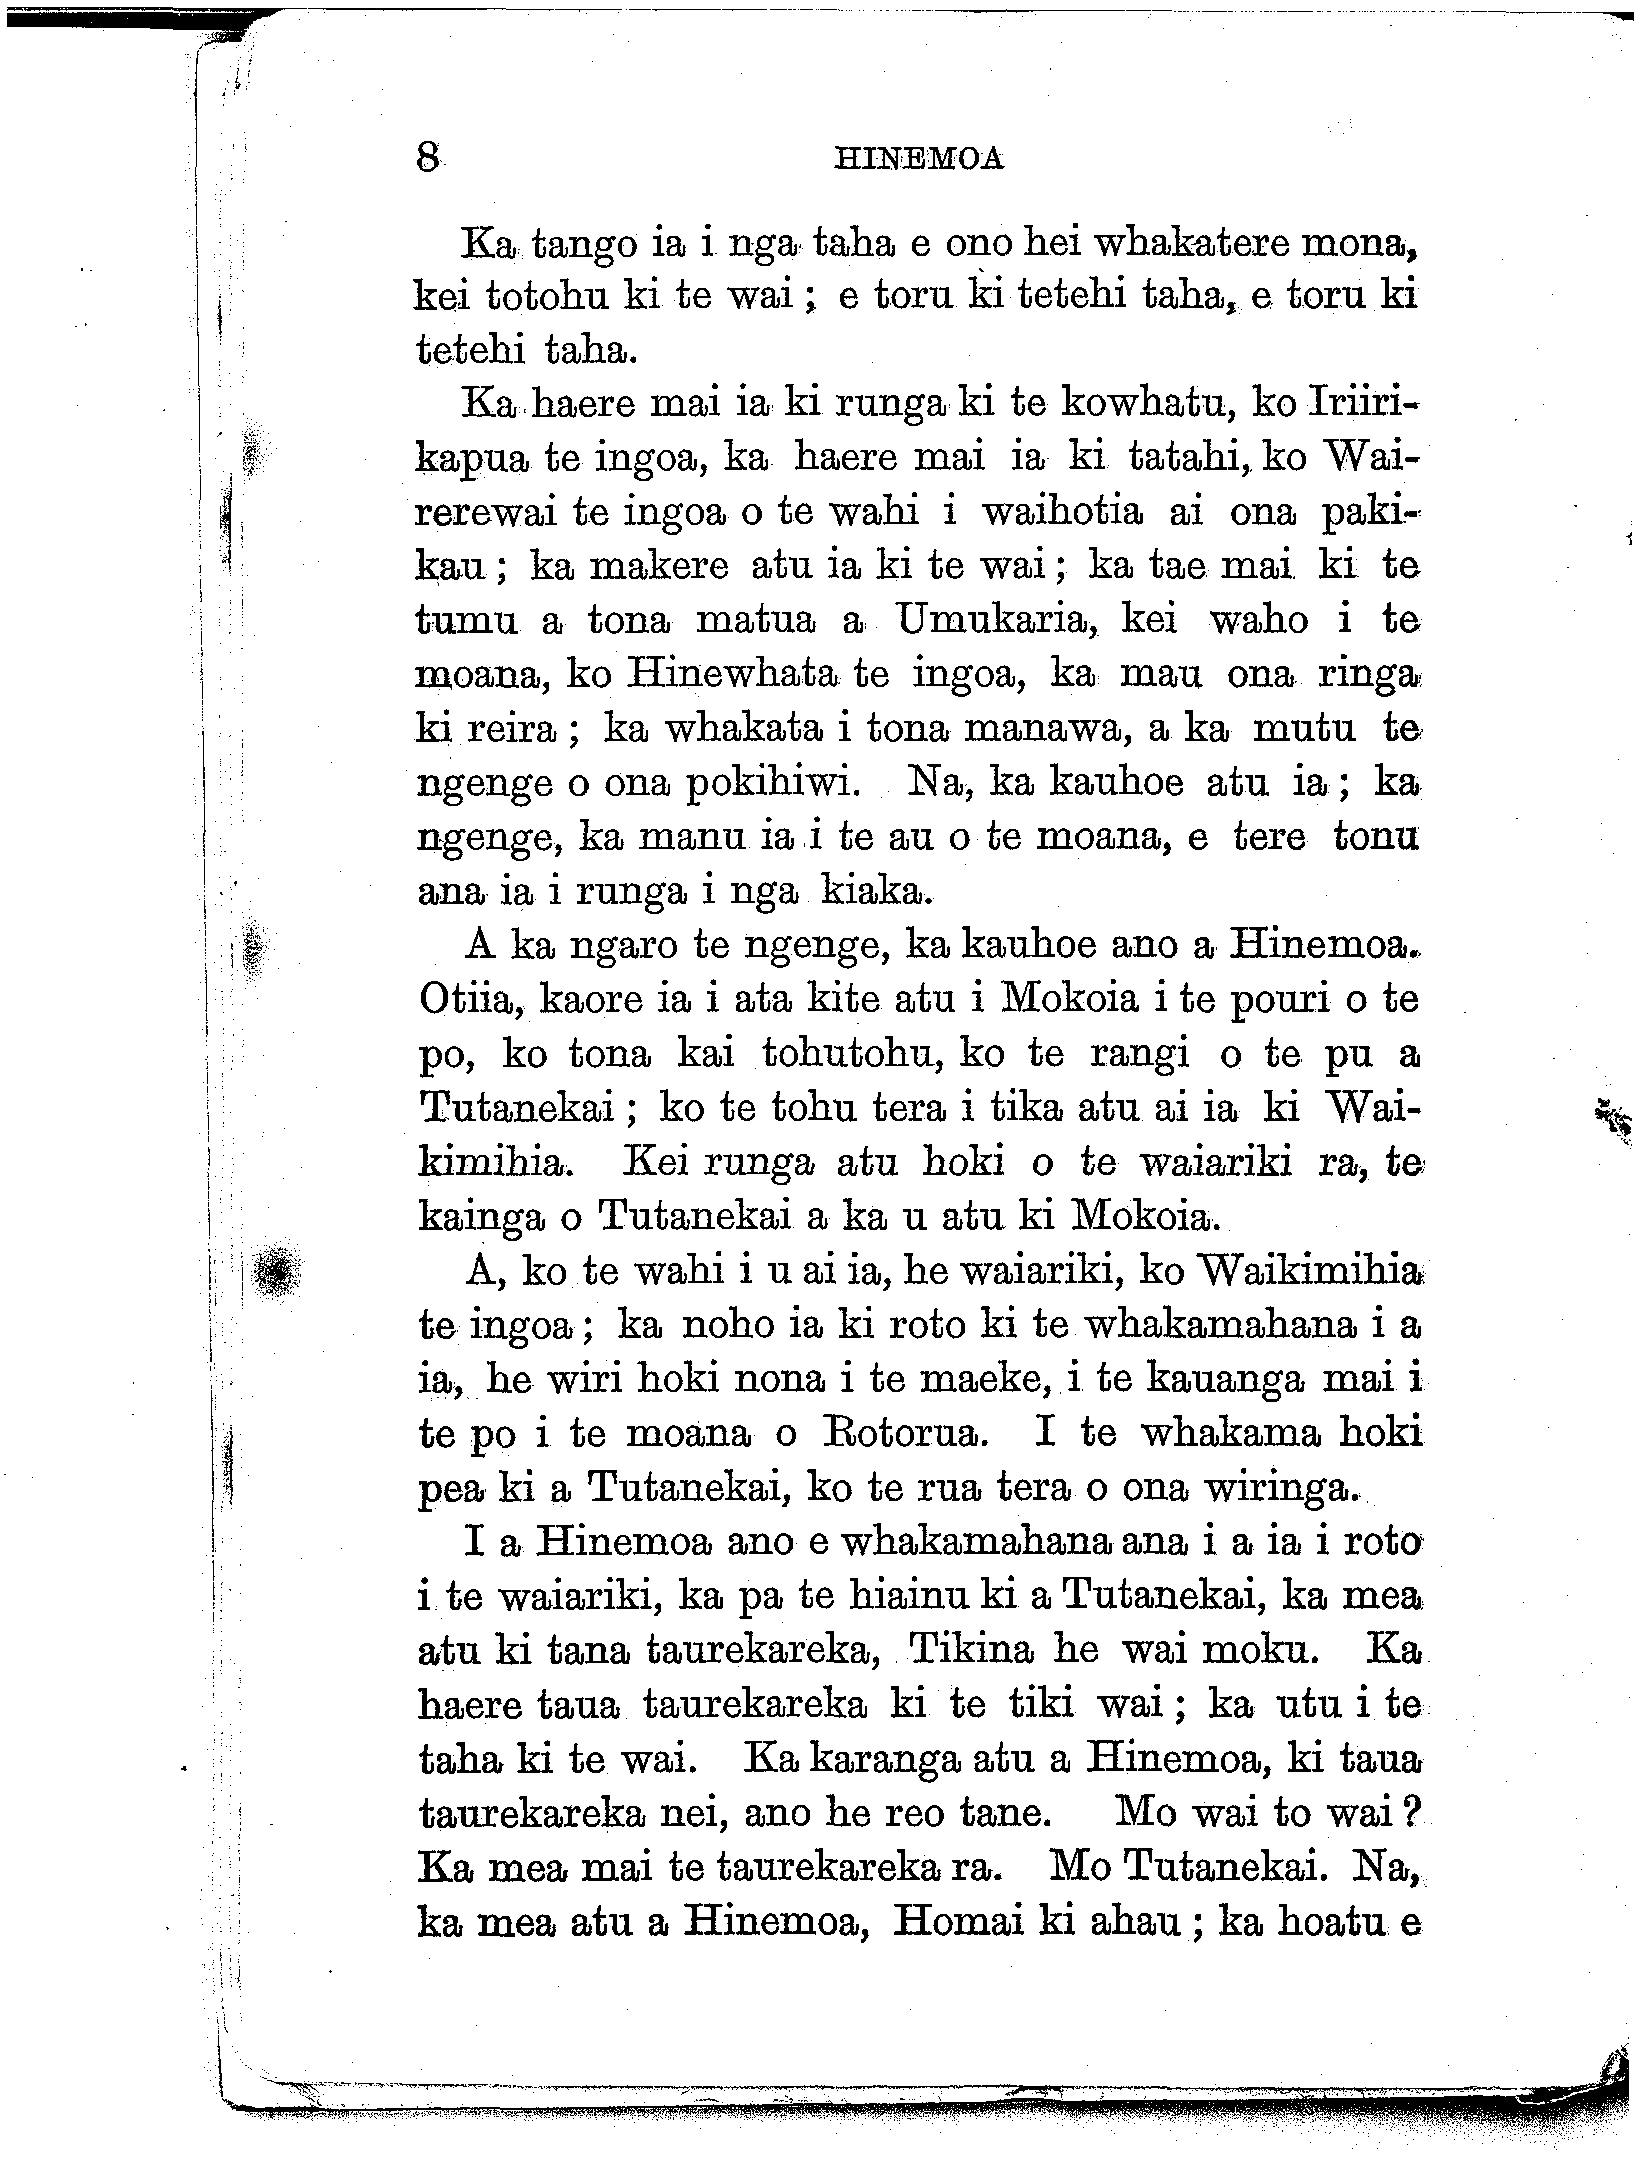 8 HINEMOA
Ka tango ia i nga taha e ono hei whakatere mona,
kei totohu ki te wai; e toru ki tetehi taha, e toru ki
tetehi taha.
Ka haere mai ia ki runga ki te kowhatu, ko Iriiri-
kapua te ingoa, ka haere mai ia ki tatahi, ko Wai-
rerewai te ingoa o te wahi i waihotia ai ona paki-
kau; ka makere atu ia ki te wai; ka tae mai ki te
tumu a tona matua a Umukaria, kei waho i te
moana, ko Hinewhata te ingoa, ka mau ona ringa
ki reira; ka whakata i tona manawa, a ka mutu te
ngenge o ona pokihiwi. Na, ka kauhoe atu ia; ka
ngenge, ka manu ia i te au o te moana, e tere tonu
ana ia i runga i nga kiaka.
A ka ngaro te ngenge, ka kauhoe ano a Hinemoa.
Otiia, kaore ia i ata kite atu i Mokoia i te pouri o te
po, ko tona kai tohutohu, ko te rangi o te pu a
Tutanekai; ko te tohu tera i tika atu ai ia ki Wai-
kimihia. Kei runga atu hoki o te waiariki ra, te
kainga o Tutanekai a ka u atu ki Mokoia.
A, ko te wahi i u ai ia, he waiariki, ko Waikimihia
te ingoa; ka noho ia ki roto ki te whakamahana i a
ia, he wiri hoki nona i te maeke, i te kauanga mai i
te po i te moana o Rotorua. I te whakama hoki
pea ki a Tutanekai, ko te rua tera o ona wiringa.
I a Hinemoa ano e whakamahana ana i a ia i roto
i te waiariki, ka pa te hiainu ki a Tutanekai, ka mea
atu ki tana taurekareka, Tikina he wai moku. Ka
haere taua taurekareka ki te tiki wai; ka utu i te
taha ki te wai. Ka karanga atu a Hinemoa, ki taua
taurekareka nei, ano he reo tane. Mo wai to wai?
Ka mea mai te taurekareka ra. Mo Tutanekai. Na,
ka mea atu a Hinemoa, Homai ki ahau; ka hoatu e